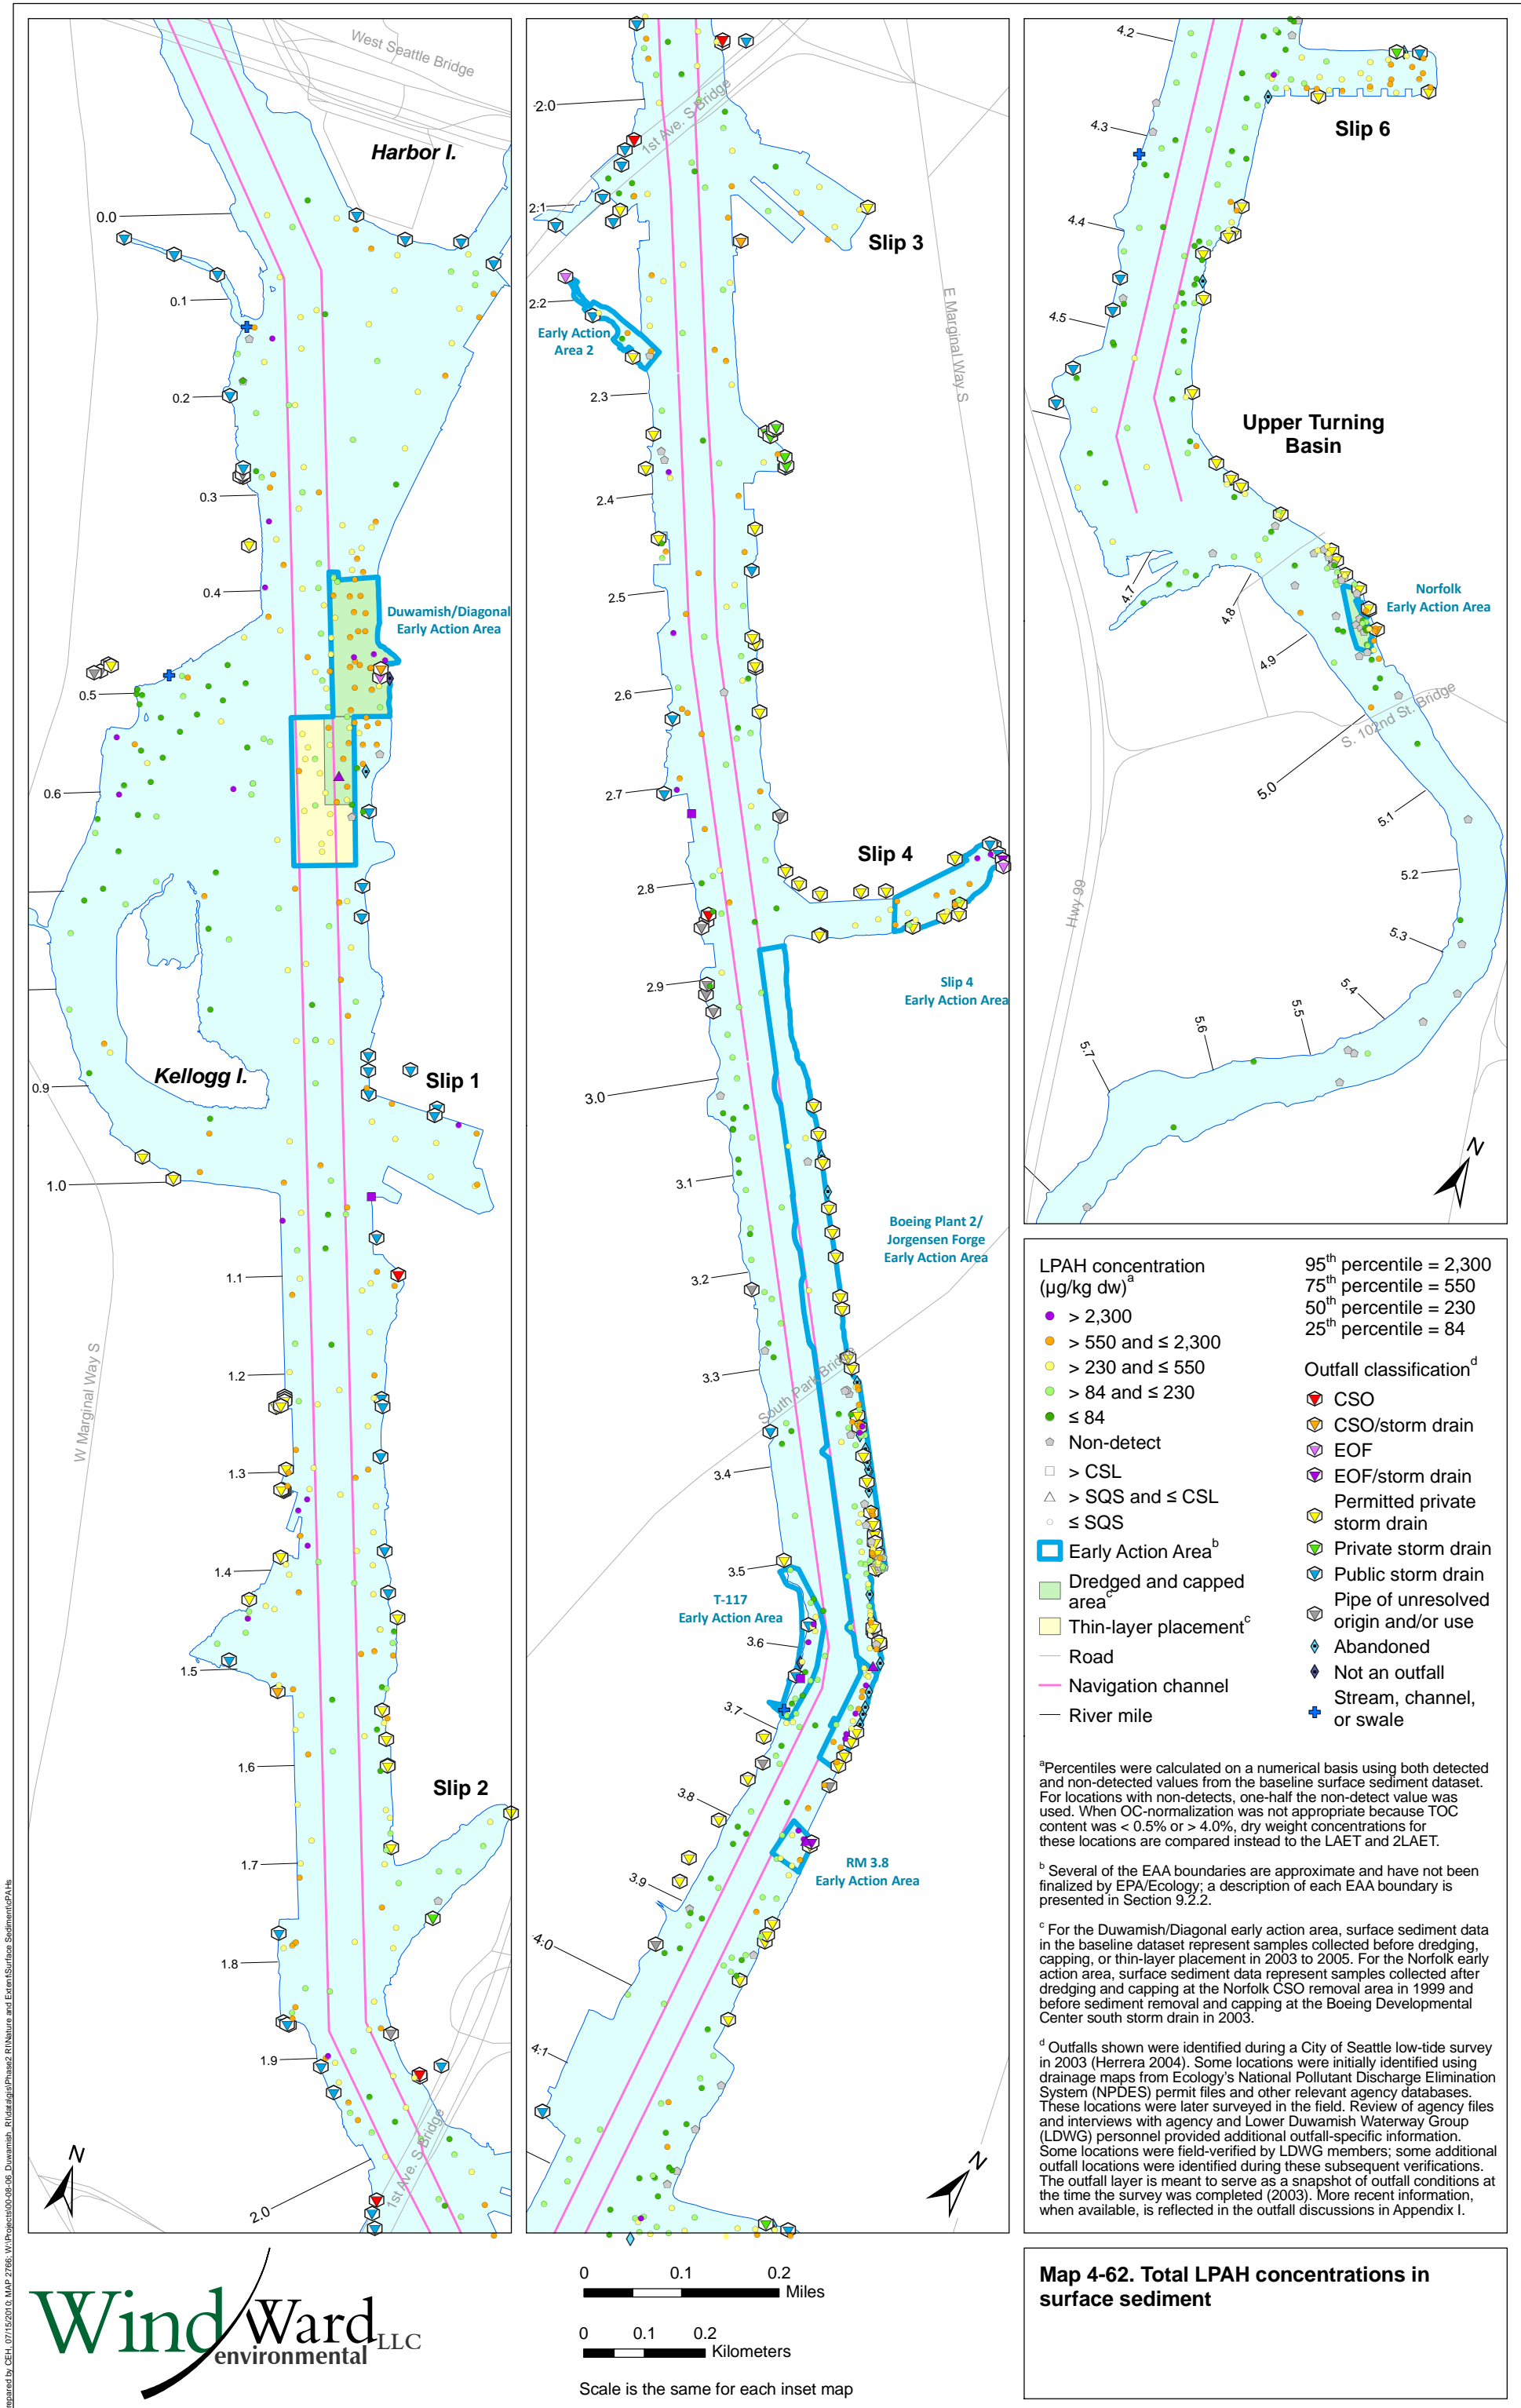 West Seattle Bridge
Harbor I.
0.0
0.1
0.2
0.3
0.4
Duwamish/Diagonal
Early Action Area
0.5
0.6
Kellogg I.
Slip 1
0.9
1.0
1.1
1.2
W Marginal Way S
1.3
1.4
1.5
1.6
Slip 2
1.7
1.8
1.9
1st Ave. S Bridge
2.0
N
2.0
1st Ave. S Bridge
2.1
Slip 3
2.2
Early Action
Area 2
E Marginal Way S
2.3
2.4
2.5
2.6
2.7
Slip 4
2.8
2.9
Slip 4
Early Action Area
3.0
3.1
Boeing Plant 2/
Jorgensen Forge
Early Action Area
3.2
3.3
South Park Bridge
3.4
3.5
T-117
Early Action Area
3.6
3.7
3.8
RM 3.8
Early Action Area
3.9
4.0
4.1
N
4.2
Slip 6
4.3
4.4
4.5
Upper Turning
Basin
4.7
4.8
Norfolk
Early Action Area
4.9
S. 102nd St. Bridge
5.0
5.1
5.2
Hwy 99
5.3
5.4
5.5
5.6
5.7
N
LPAH concentration
(µg/kg dw)a
> 2,300
> 550 and ≤ 2,300
> 230 and ≤ 550
> 84 and ≤ 230
≤ 84
Non-detect
> CSL
> SQS and ≤ CSL
≤ SQS
Early Action Areab
Dredged and capped
areac
Thin-layer placementc
Road
Navigation channel
River mile
95th percentile = 2,300
75th percentile = 550
50th percentile = 230
25th percentile = 84
Outfall classificationd
CSO
CSO/storm drain
EOF
EOF/storm drain
Permitted private
storm drain
Private storm drain
Public storm drain
Pipe of unresolved
origin and/or use
Abandoned
Not an outfall
Stream, channel,
or swale
aPercentiles were calculated on a numerical basis using both detected
and non-detected values from the baseline surface sediment dataset.
For locations with non-detects, one-half the non-detect value was
used. When OC-normalization was not appropriate because TOC
content was < 0.5% or > 4.0%, dry weight concentrations for
these locations are compared instead to the LAET and 2LAET.
b Several of the EAA boundaries are approximate and have not been
finalized by EPA/Ecology; a description of each EAA boundary is
presented in Section 9.2.2.
c For the Duwamish/Diagonal early action area, surface sediment data
in the baseline dataset represent samples collected before dredging,
capping, or thin-layer placement in 2003 to 2005. For the Norfolk early
action area, surface sediment data represent samples collected after
dredging and capping at the Norfolk CSO removal area in 1999 and
before sediment removal and capping at the Boeing Developmental
Center south storm drain in 2003.
d Outfalls shown were identified during a City of Seattle low-tide survey
in 2003 (Herrera 2004). Some locations were initially identified using
drainage maps from Ecology's National Pollutant Discharge Elimination
System (NPDES) permit files and other relevant agency databases.
These locations were later surveyed in the field. Review of agency files
and interviews with agency and Lower Duwamish Waterway Group
(LDWG) personnel provided additional outfall-specific information.
Some locations were field-verified by LDWG members; some additional
outfall locations were identified during these subsequent verifications.
The outfall layer is meant to serve as a snapshot of outfall conditions at
the time the survey was completed (2003). More recent information,
when available, is reflected in the outfall discussions in Appendix I.
Wind Ward LLC
environmental
0 0.1 0.2
Miles
0 0.1 0.2
Kilometers
Scale is the same for each inset map
Map 4-62. Total LPAH concentrations in
surface sediment